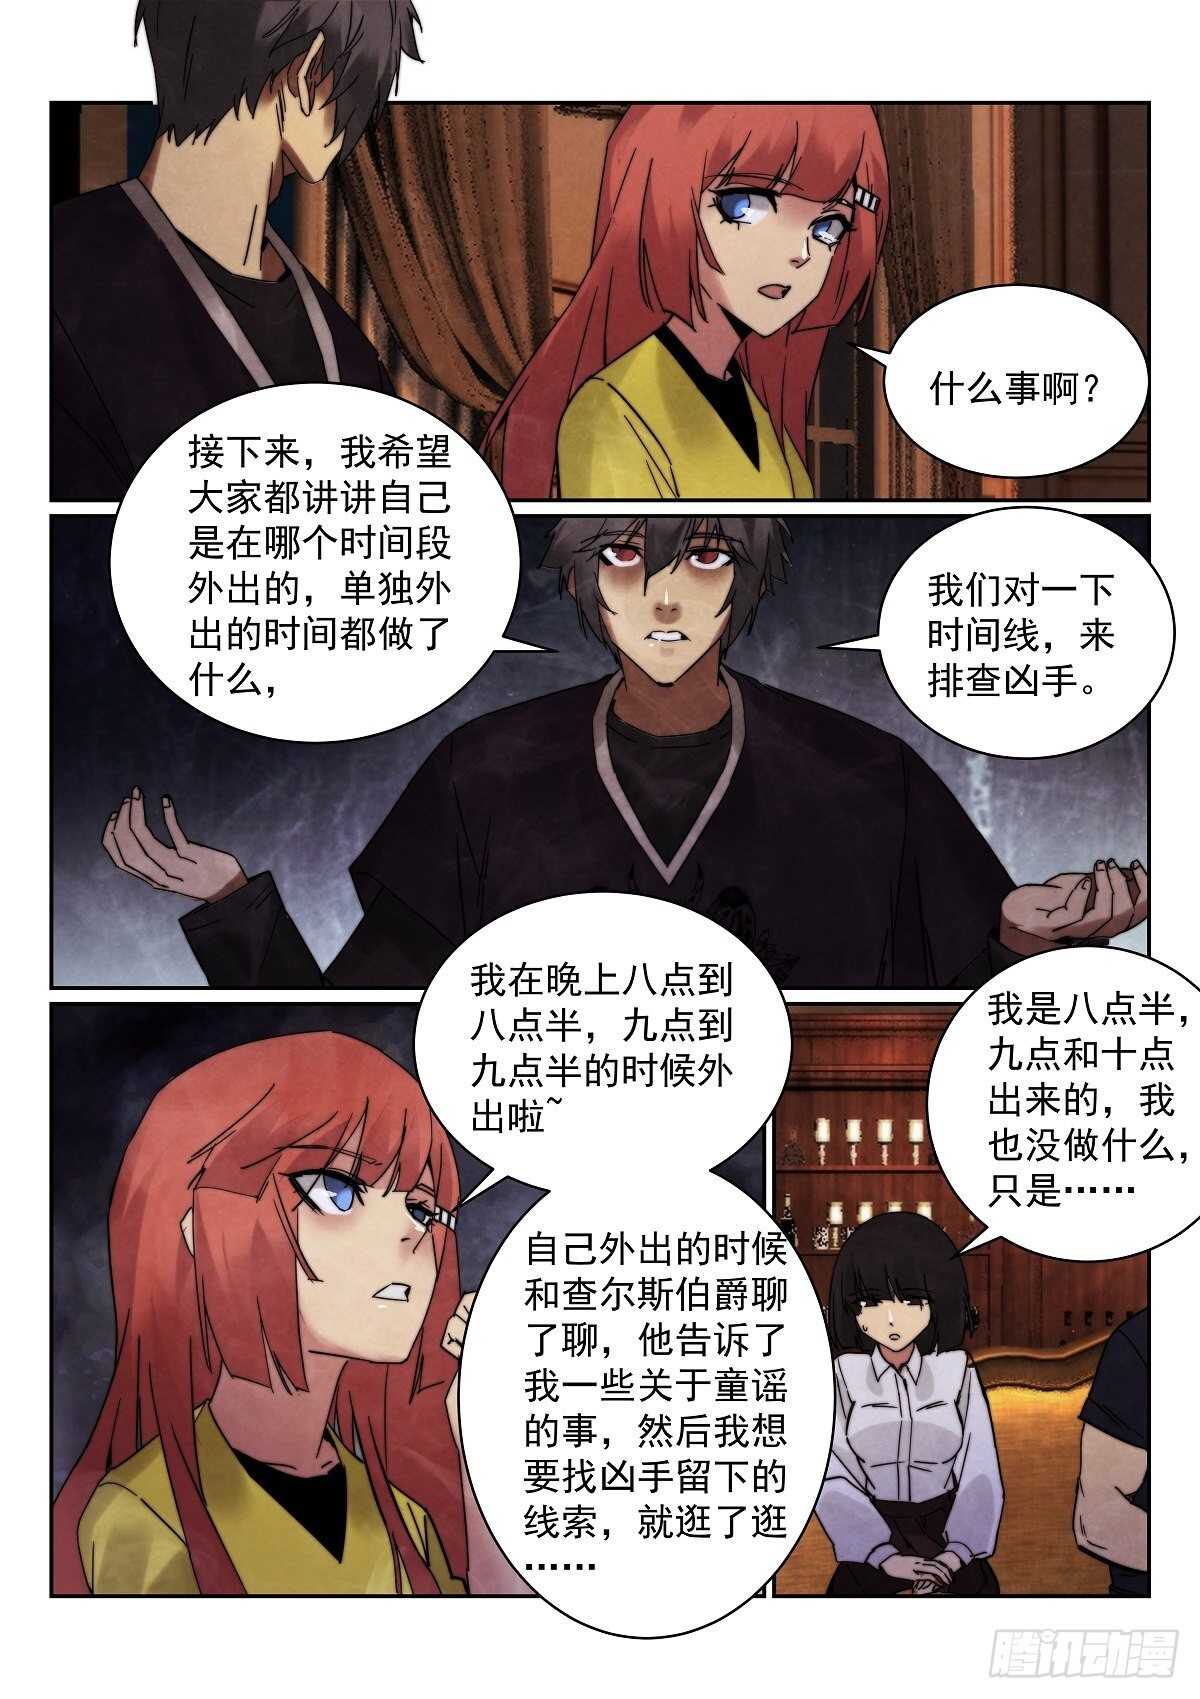 什么事啊？
接下来，我希望
大家都讲讲自己
是在哪个时间段
外出的，单独外
出的时间都做了
什么，
我们对一下
时间线，来
排查凶手。
我在晚上八点到
八点半，九点到
九点半的时候外
出啦~
自己外出的时候
和查尔斯伯爵聊
了聊，他告诉了
我一些关于童谣
的事，然后我想
要找凶手留下的
线索，就逛了逛
……
我是八点半，
九点和十点
出来的，我
也没做什么，
只是……
腾讯动漫